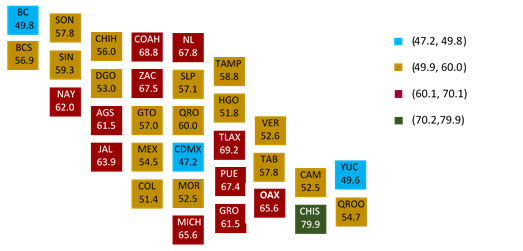 BC
49.8
SON
57.8
BCS
56.9
SIN
59.3
CHIH
56.0
COAH
68.8
NL
67.8
DGO
53.0
ZAC
67.5
SLP
57.1
TAMP
58.8
NAY
62.0
AGS
61.5
GTO
57.0
QRO
60.0
HGO
51.8
JAL
63.9
MEX
54.5
CDMX
47.2
TLAX
69.2
VER
52.6
COL
51.4
MOR
52.5
PUE
67.4
TAB
57.8
MICH
65.6
GRO
61.5
OAX
65.6
CAM
52.5
YUC
49.6
CHIS
79.9
QROO
54.7
(47.2, 49.8)
(49.9, 60.0)
(60.1, 70.1)
(70.2,79.9)